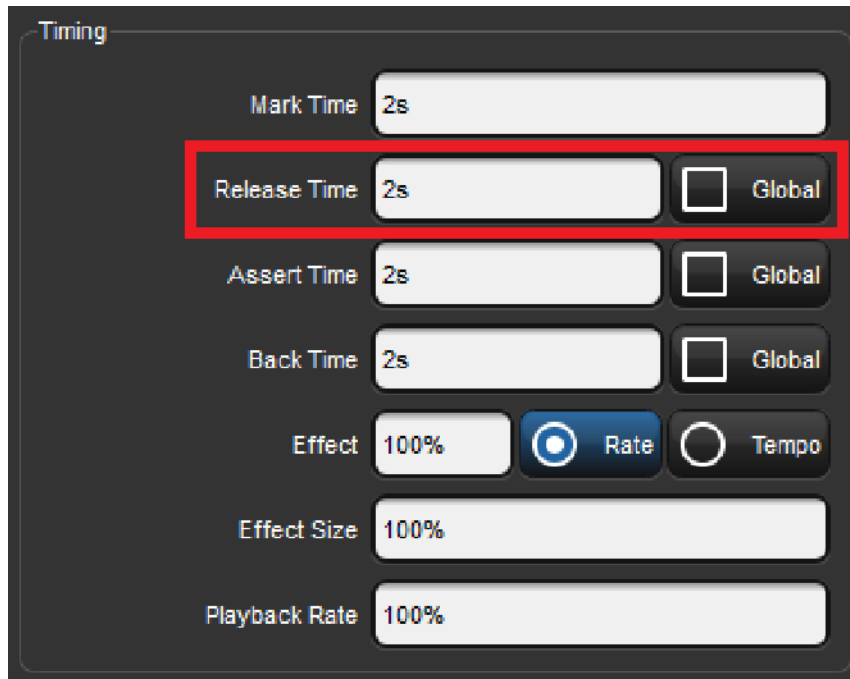 Timing
Mark Time 2s
Release Time 2s Global
Assert Time 2s Global
Back Time 2s Global
Effect 100% Rate Tempo
Effect Size 100%
Playback Rate 100%